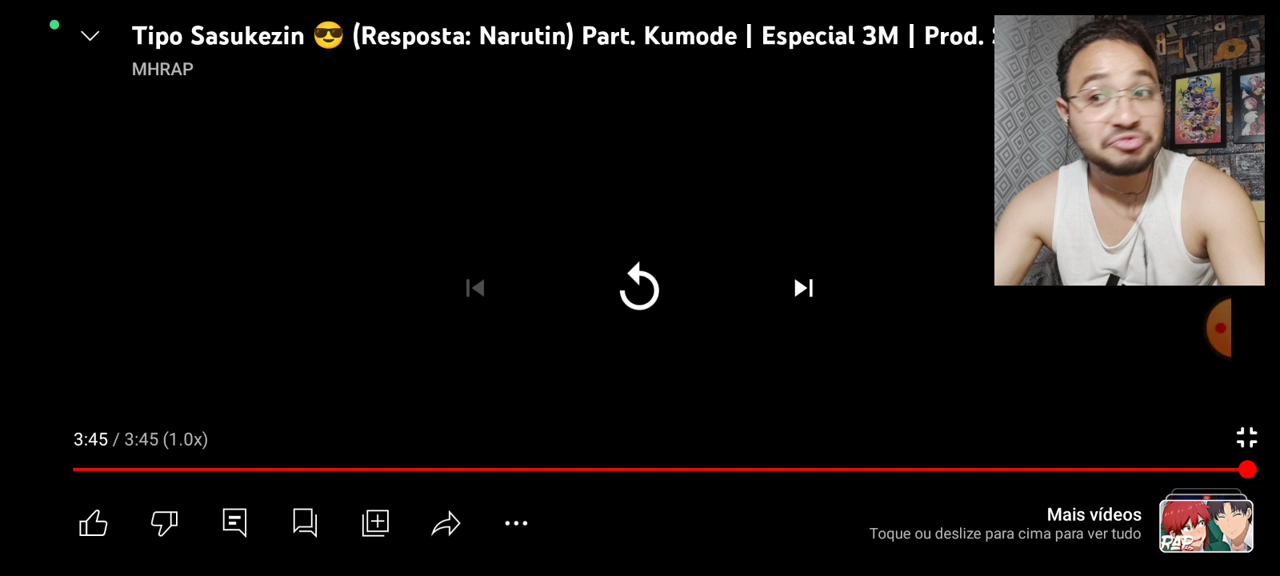 Tipo Sasukezin 😎 (Resposta: Narutin) Part. Kumode | Especial 3M | Prod.
MHRAP
3:45 / 3:45 (1.0x)
Mais vídeos
Toque ou deslize para cima para ver tudo
RAP